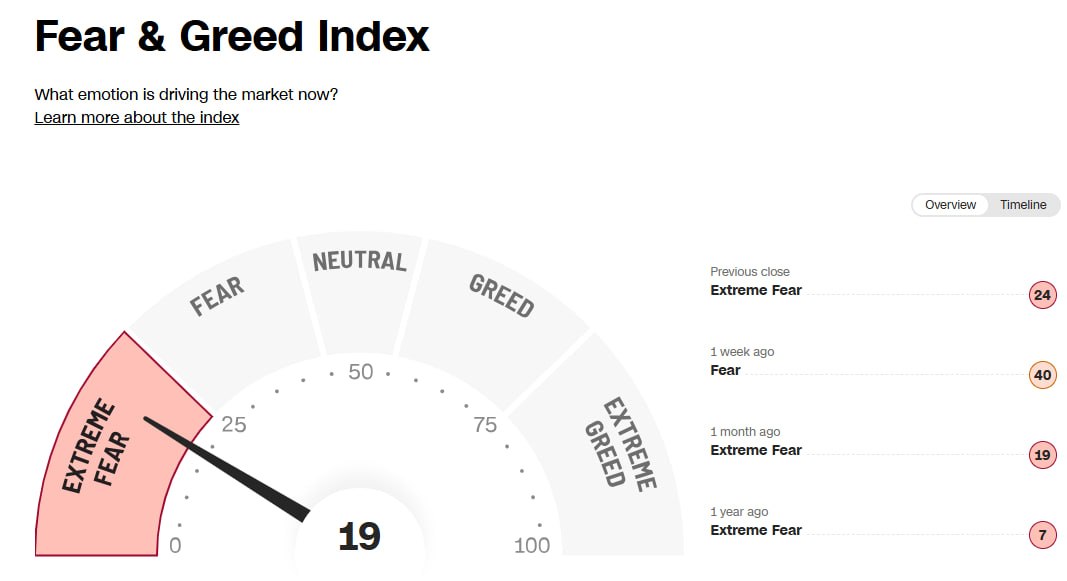 Fear & Greed Index
What emotion is driving the market now?
Learn more about the index
Overview
Timeline
EXTREME
FEAR
FEAR
NEUTRAL
GREED
EXTREME
GREED
0
25
50
75
100
19
Previous close
Extreme Fear
24
1 week ago
Fear
40
1 month ago
Extreme Fear
19
1 year ago
Extreme Fear
7